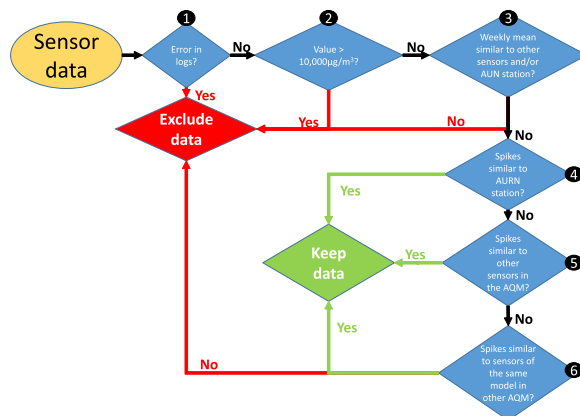 1
2
3
Sensor
data
Error in
logs?
No
Value >
10,000µg/m³?
No
Weekly mean
similar to other
sensors and/or
AUN station?
Yes
Exclude
data
Yes
No
No
Spikes
similar to
AURN
station?
4
Yes
No
Keep
data
Yes
Spikes
similar to
other
sensors
in the AQM?
5
No
Yes
No
Spikes similar
to sensors of
the same
model in
other AQM?
6